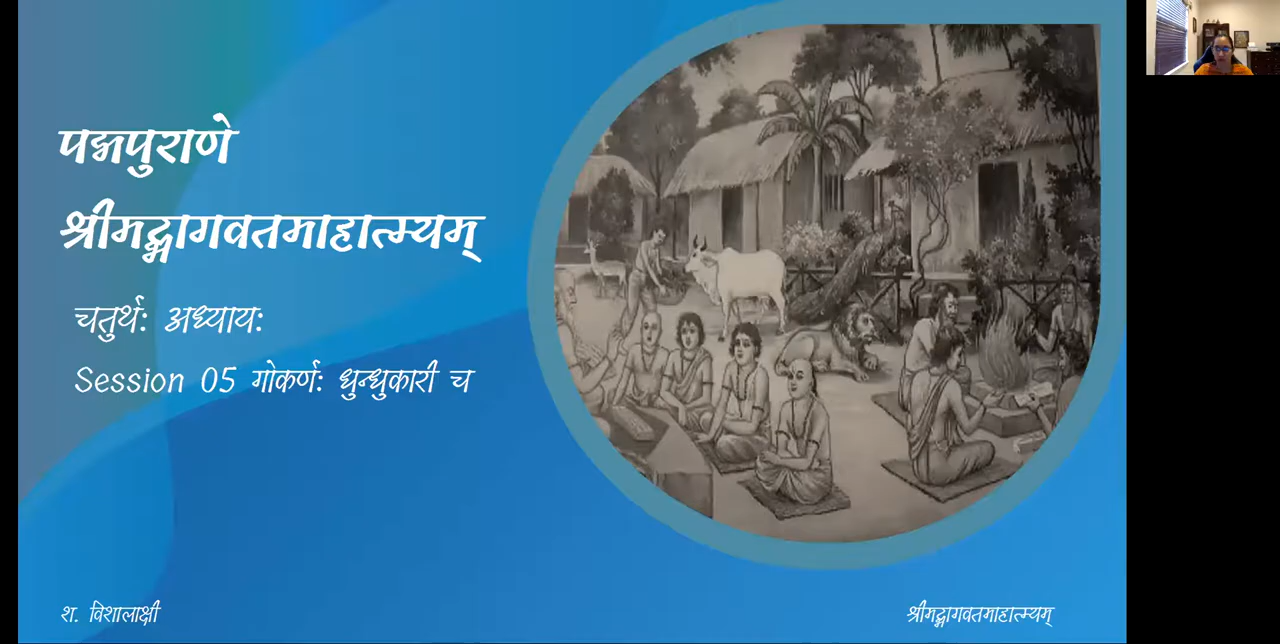 पद्मपुराणे
श्रीमद्भागवतमाहात्म्यम्
चतुर्थः अध्यायः
Session 05 गोकर्णः धुन्धुकारी च
श. विशालाक्षी
श्रीमद्भागवतमाहात्म्यम्